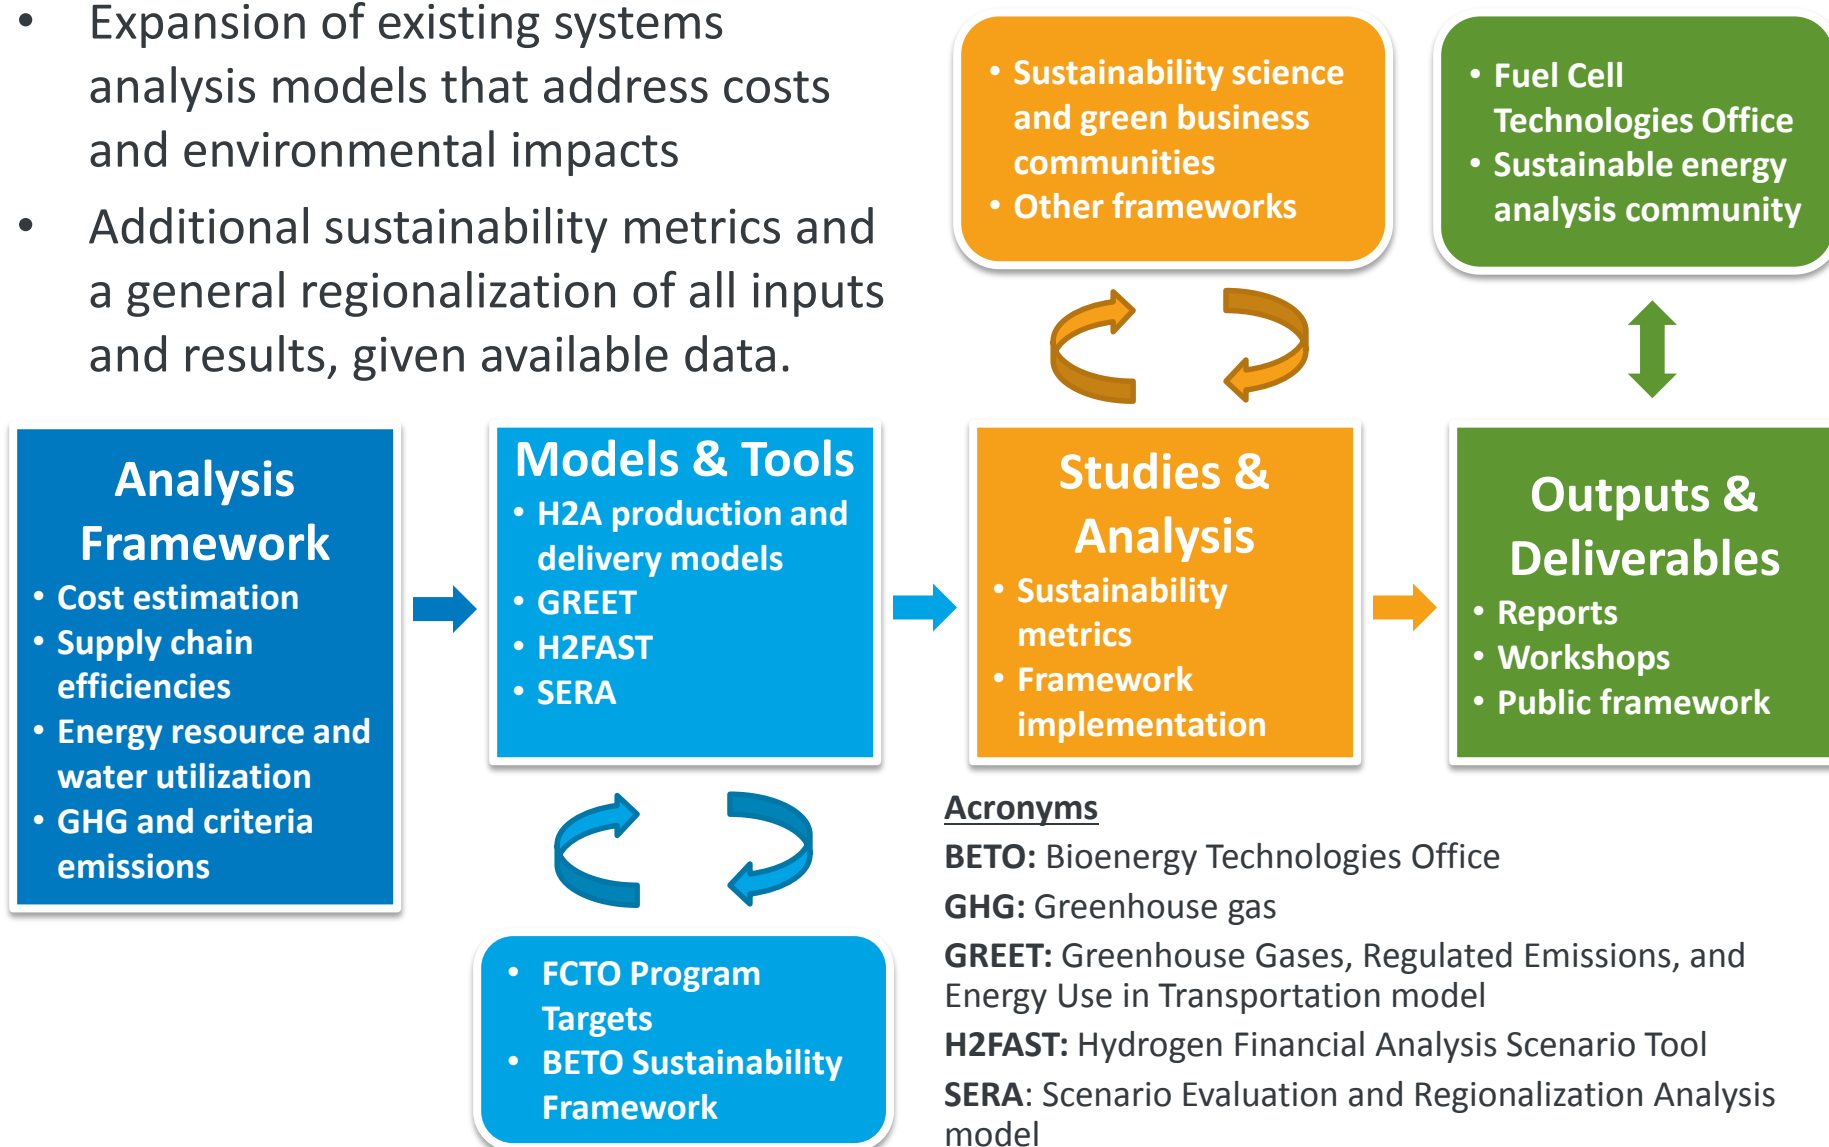 • Expansion of existing systems
analysis models that address costs
and environmental impacts
• Additional sustainability metrics and
a general regionalization of all inputs
and results, given available data.
• Sustainability science
and green business
communities
• Other frameworks
• Fuel Cell
Technologies Office
• Sustainable energy
analysis community
Analysis
Framework
• Cost estimation
• Supply chain
efficiencies
• Energy resource and
water utilization
• GHG and criteria
emissions
Models & Tools
• H2A production and
delivery models
• GREET
• H2FAST
• SERA
Studies &
Analysis
• Sustainability
metrics
• Framework
implementation
Outputs &
Deliverables
• Reports
• Workshops
• Public framework
• FCTO Program
Targets
• BETO Sustainability
Framework
Acronyms
BETO: Bioenergy Technologies Office
GHG: Greenhouse gas
GREET: Greenhouse Gases, Regulated Emissions, and
Energy Use in Transportation model
H2FAST: Hydrogen Financial Analysis Scenario Tool
SERA: Scenario Evaluation and Regionalization Analysis
model